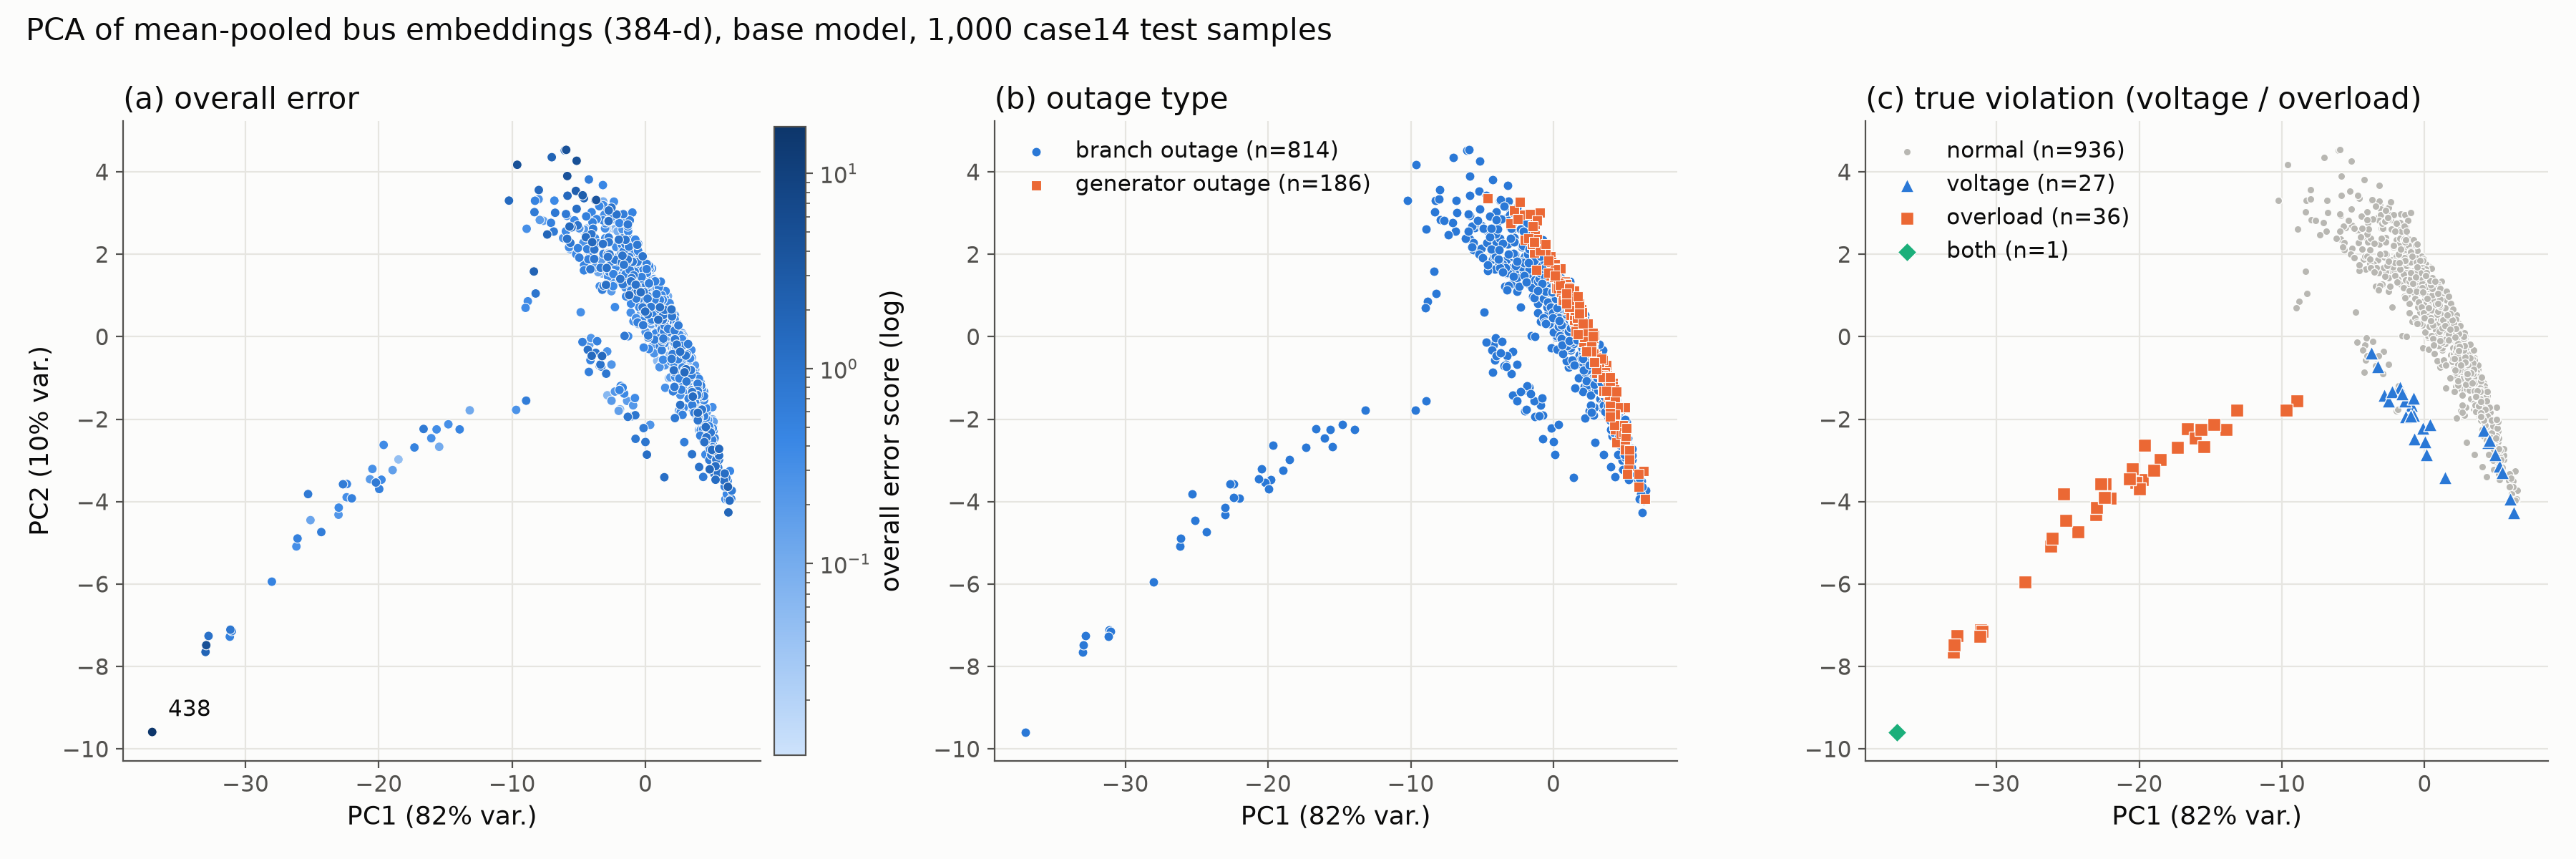 PCA of mean-pooled bus embeddings (384-d), base model, 1,000 case14 test samples
(a) overall error
4
2
0
−2
−4
−6
−8
−10
PC2 (10% var.)
438
−30
−20
−10
0
PC1 (82% var.)
10¹
10⁰
10⁻¹
overall error score (log)
(b) outage type
branch outage (n=814)
generator outage (n=186)
4
2
0
−2
−4
−6
−8
−10
−30
−20
−10
0
PC1 (82% var.)
(c) true violation (voltage / overload)
normal (n=936)
voltage (n=27)
overload (n=36)
both (n=1)
4
2
0
−2
−4
−6
−8
−10
−30
−20
−10
0
PC1 (82% var.)